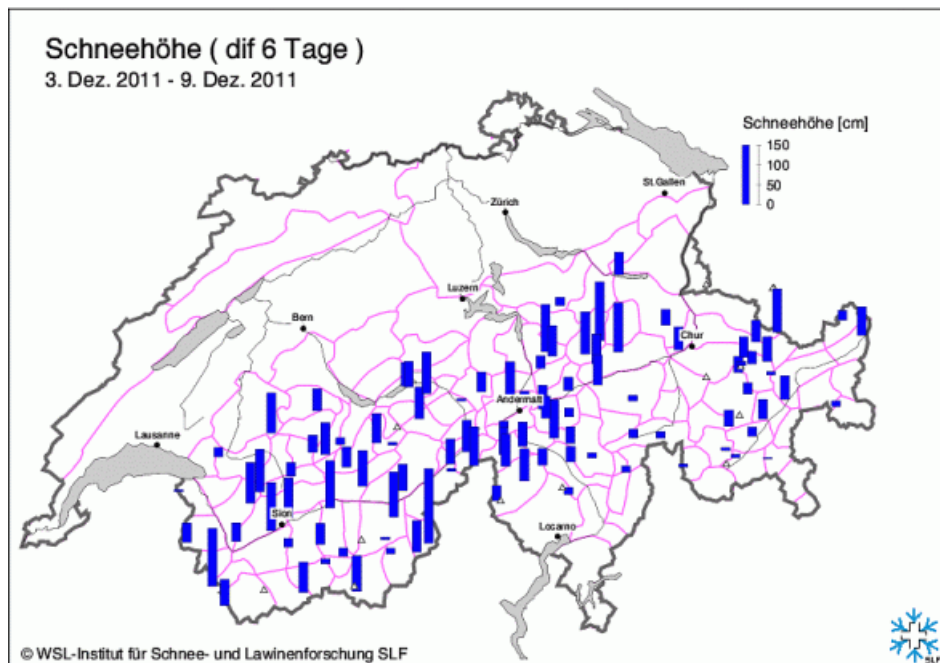 Schneehöhe ( dif 6 Tage )
3. Dez. 2011 - 9. Dez. 2011
Schneehöhe [cm]
150
100
50
0
St.Gallen
Zürich
Luzern
Bern
Chur
Andermatt
Lausanne
Sion
Locarno
© WSL-Institut für Schnee- und Lawinenforschung SLF
SLF